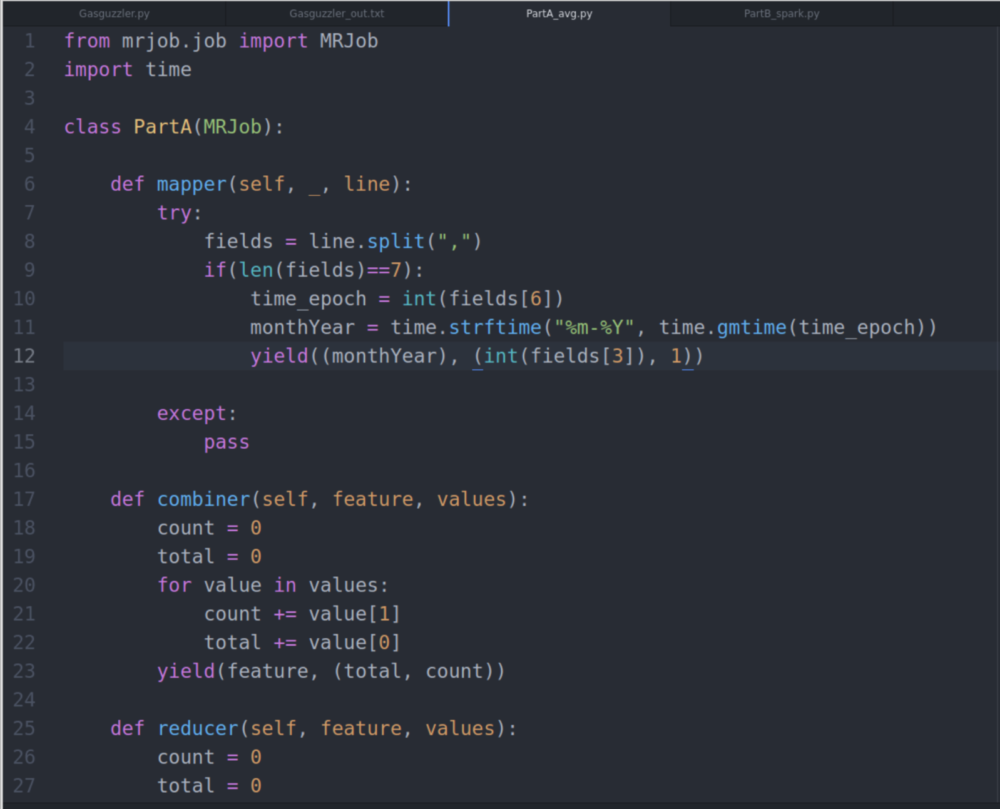 Gasguzzler.py Gasguzzler_out.txt PartA_avg.py PartB_spark.py
1 from mrjob.job import MRJob
2 import time
3
4 class PartA(MRJob):
5
6     def mapper(self, _, line):
7         try:
8             fields = line.split(",")
9             if(len(fields)==7):
10                 time_epoch = int(fields[6])
11                 monthYear = time.strftime("%m-%Y", time.gmtime(time_epoch))
12                 yield((monthYear), (int(fields[3]), 1))
13
14         except:
15             pass
16
17     def combiner(self, feature, values):
18         count = 0
19         total = 0
20         for value in values:
21             count += value[1]
22             total += value[0]
23         yield(feature, (total, count))
24
25     def reducer(self, feature, values):
26         count = 0
27         total = 0